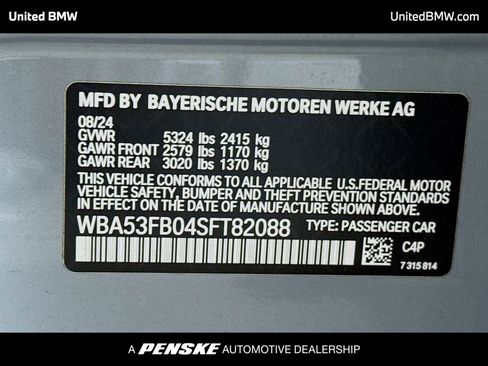 United BMW
UnitedBMW.com
MFD BY BAYERISCHE MOTOREN WERKE AG
08/24
GVWR 5324 lbs 2415 kg
GAWR FRONT 2579 lbs 1170 kg
GAWR REAR 3020 lbs 1370 kg
THIS VEHICLE CONFORMS TO ALL APPLICABLE U.S.FEDERAL MOTOR
VEHICLE SAFETY, BUMPER, AND THEFT PREVENTION STANDARDS
IN EFFECT ON THE DATE OF MANUFACTURE SHOWN ABOVE.
WBA53FB04SFT82088 TYPE: PASSENGER CAR
C4P
7315814
A PENSKE AUTOMOTIVE DEALERSHIP